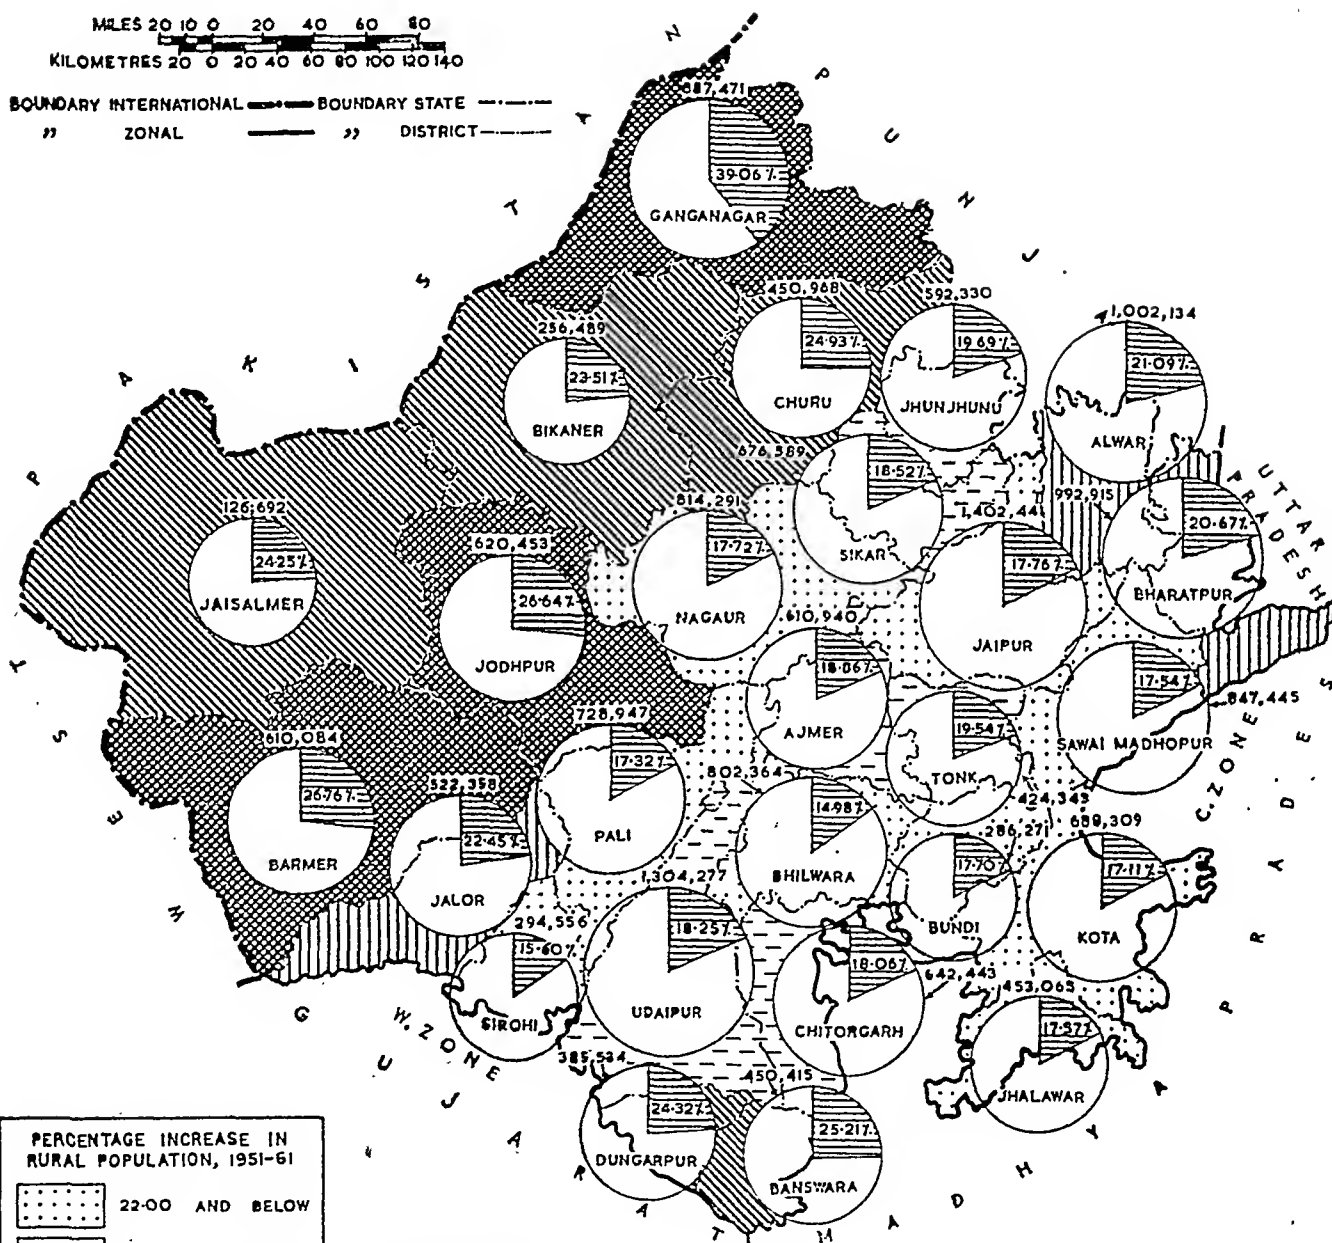 MILES 20 10 0 20 40 60 80
KILOMETRES 20 0 20 40 60 80 100 120 140
BOUNDARY INTERNATIONAL BOUNDARY STATE
" ZONAL " DISTRICT
WEST PAKISTAN
PUNJ
887,471
39·06%
GANGANAGAR
450,968
24·93%
CHURU
592,330
19·69%
JHUNJHUNU
1,002,134
21·09%
ALWAR
256,489
23·51%
BIKANER
676,589
18·52%
SIKAR
992,915
20·67%
BHARATPUR
UTTAR
PRADESH
126,692
24·25%
JAISALMER
620,453
26·64%
JODHPUR
814,291
17·72%
NAGAUR
1,402,44
17·76%
JAIPUR
610,940
18·86%
AJMER
19·54%
TONK
424,343
17·54%
SAWAI MADHOPUR
847,445
C. ZONE
610,084
26·76%
BARMER
522,358
22·45%
JALOR
728,947
17·32%
PALI
802,364
14·98%
BHILWARA
286,271
17·70%
BUNDI
688,309
17·11%
KOTA
294,556
15·60%
SIROHI
1,304,277
18·25%
UDAIPUR
18·06%
CHITORGARH
642,443
453,065
17·57%
JHALAWAR
W. ZONE
385,534
24·32%
DUNGARPUR
450,415
25·21%
BANSWARA
GUJARAT
MADHYA PRADES
PERCENTAGE INCREASE IN
RURAL POPULATION, 1951-61
22·00 AND BELOW